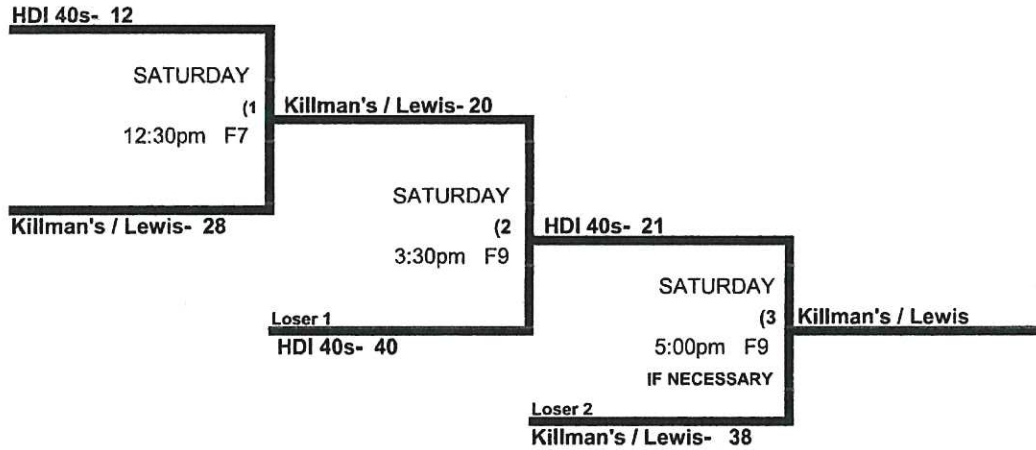 HDI 40s- 12
SATURDAY
(1
12:30pm F7
Killman's / Lewis- 28
Killman's / Lewis- 20
SATURDAY
(2
3:30pm F9
Loser 1
HDI 40s- 40
HDI 40s- 21
SATURDAY
(3
5:00pm F9
IF NECESSARY
Loser 2
Killman's / Lewis- 38
Killman's / Lewis